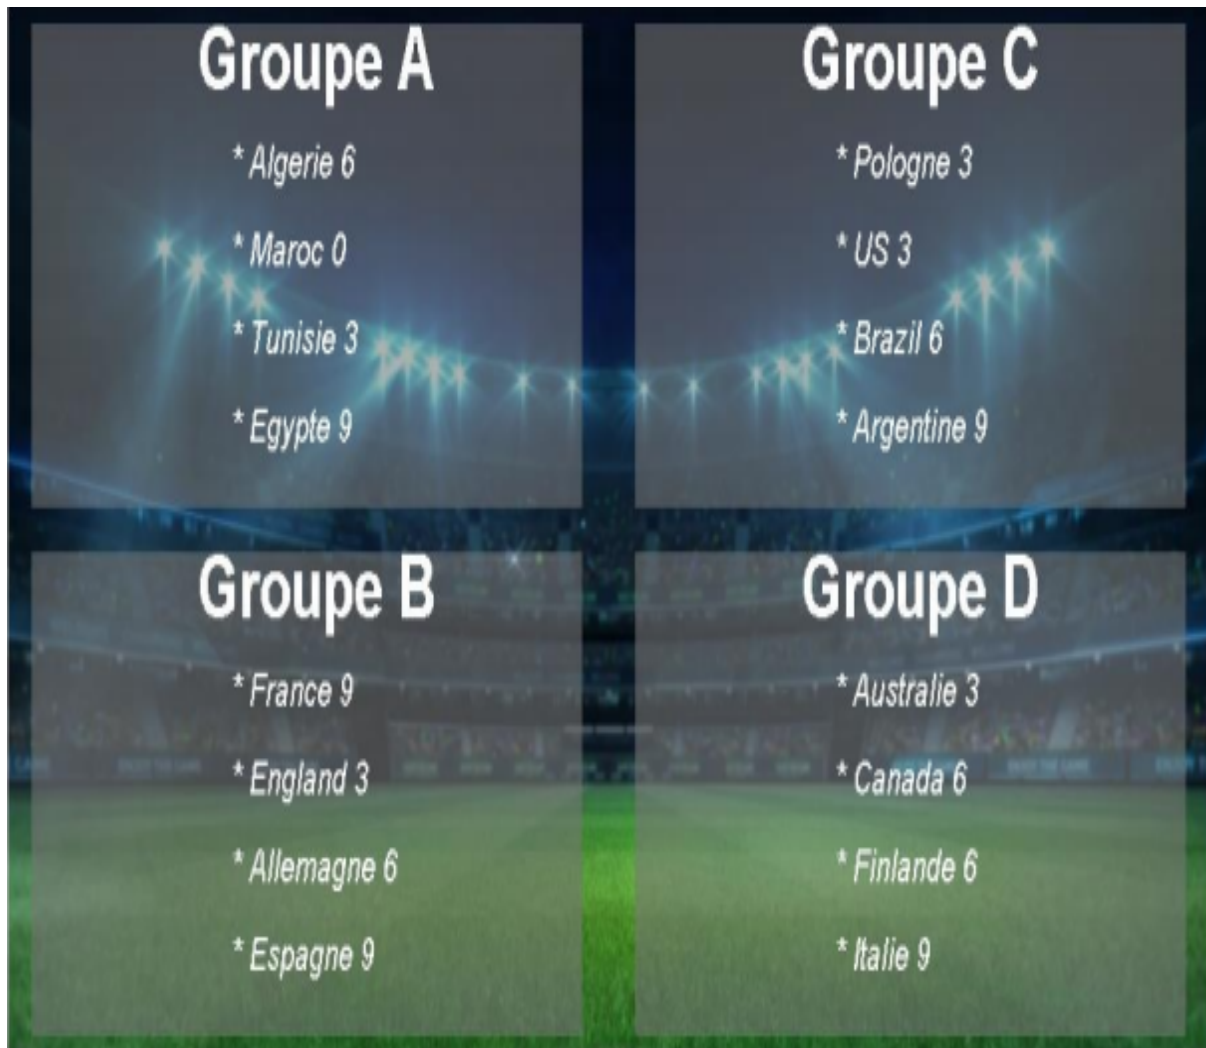 Groupe A
* Algerie 6
* Maroc 0
* Tunisie 3
* Egypte 9
Groupe B
* France 9
* England 3
* Allemagne 6
* Espagne 9
Groupe C
* Pologne 3
* US 3
* Brazil 6
* Argentine 9
Groupe D
* Australie 3
* Canada 6
* Finlande 6
* Italie 9